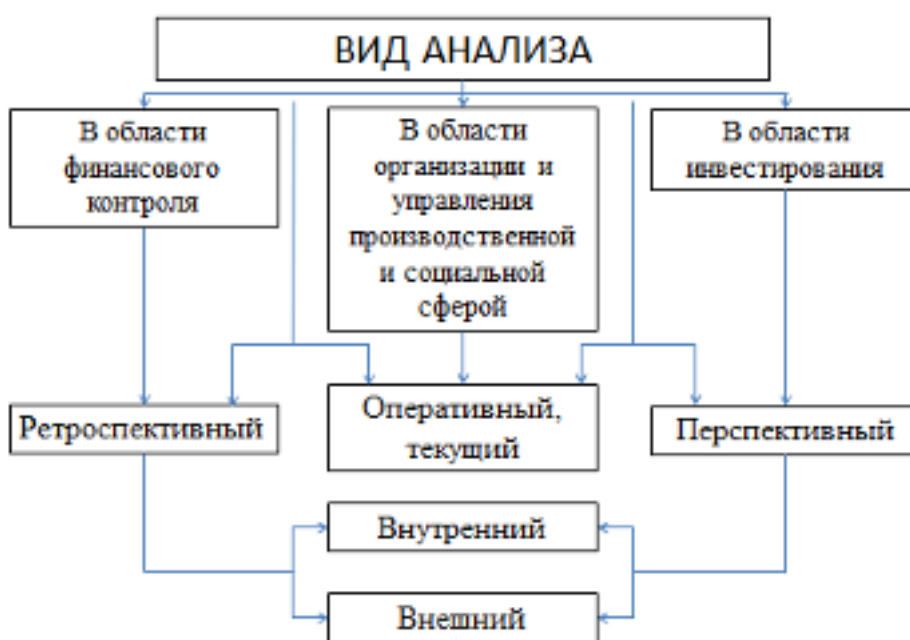 ВИД АНАЛИЗА
В области
финансового
контроля
В области
организации и
управления
производственной
и социальной
сферой
В области
инвестирования
Ретроспективный
Оперативный,
текущий
Перспективный
Внутренний
Внешний